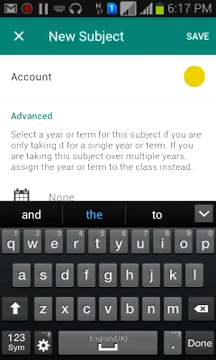 6:17 PM
New Subject
SAVE
Account
Advanced
Select a year or term for this subject if you are
only taking it for a single year or term. If you
are taking this subject over multiple years,
assign the year or term to the class instead.
None
and the to
q w e r t y u i o p
a s d f g h j k l
z x c v b n m
123
Sym
English(UK)
.
Done